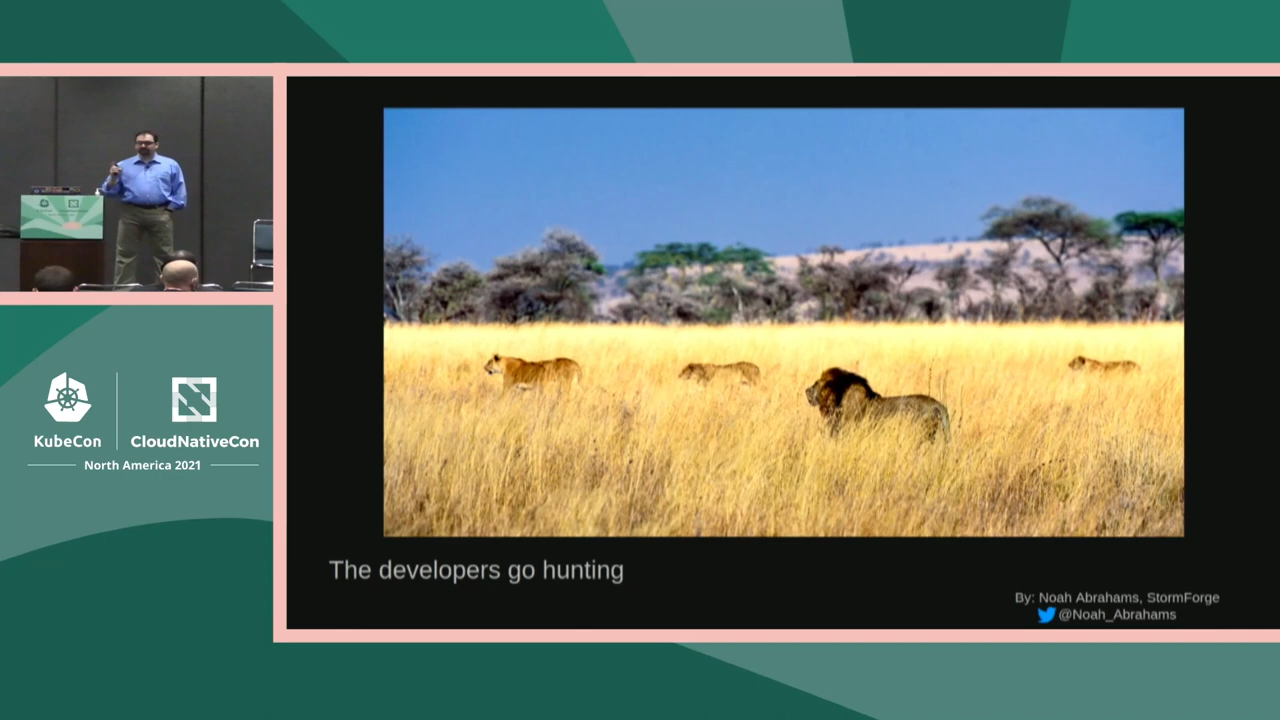 KubeCon
CloudNativeCon
North America 2021
The developers go hunting
By: Noah Abrahams, StormForge
@Noah_Abrahams